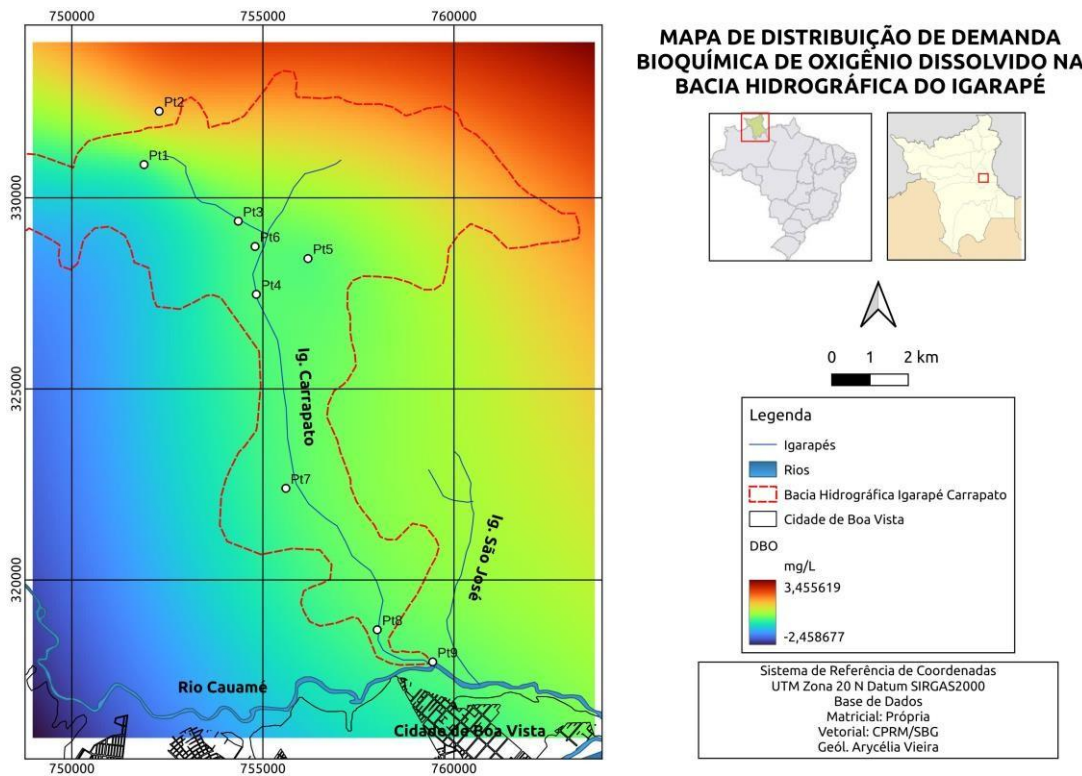 750000
755000
760000
MAPA DE DISTRIBUIÇÃO DE DEMANDA
BIOQUÍMICA DE OXIGÊNIO DISSOLVIDO NA
BACIA HIDROGRÁFICA DO IGARAPÉ
Pt2
Pt1
330000
330000
Pt3
Pt6
Pt5
Pt4
0 1 2 km
325000
325000
Ig. Carrapato
Legenda
Igarapés
Rios
Bacia Hidrográfica Igarapé Carrapato
Cidade de Boa Vista
DBO
mg/L
3,455619
-2,458677
Pt7
Ig. São José
320000
320000
Pt8
Pt9
Rio Cauamé
Cidade de Boa Vista
750000
755000
760000
Sistema de Referência de Coordenadas
UTM Zona 20 N Datum SIRGAS2000
Base de Dados
Matricial: Própria
Vetorial: CPRM/SBG
Geól. Arycélia Vieira